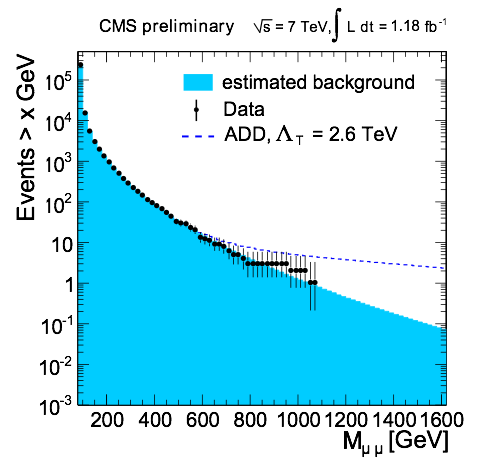 CMS preliminary √s = 7 TeV, ∫ L dt = 1.18 fb⁻¹
Events > x GeV
10⁵
10⁴
10³
10²
10
1
10⁻¹
10⁻²
10⁻³
estimated background
Data
ADD, Λ_T = 2.6 TeV
200 400 600 800 1000 1200 1400 1600
M_μμ [GeV]